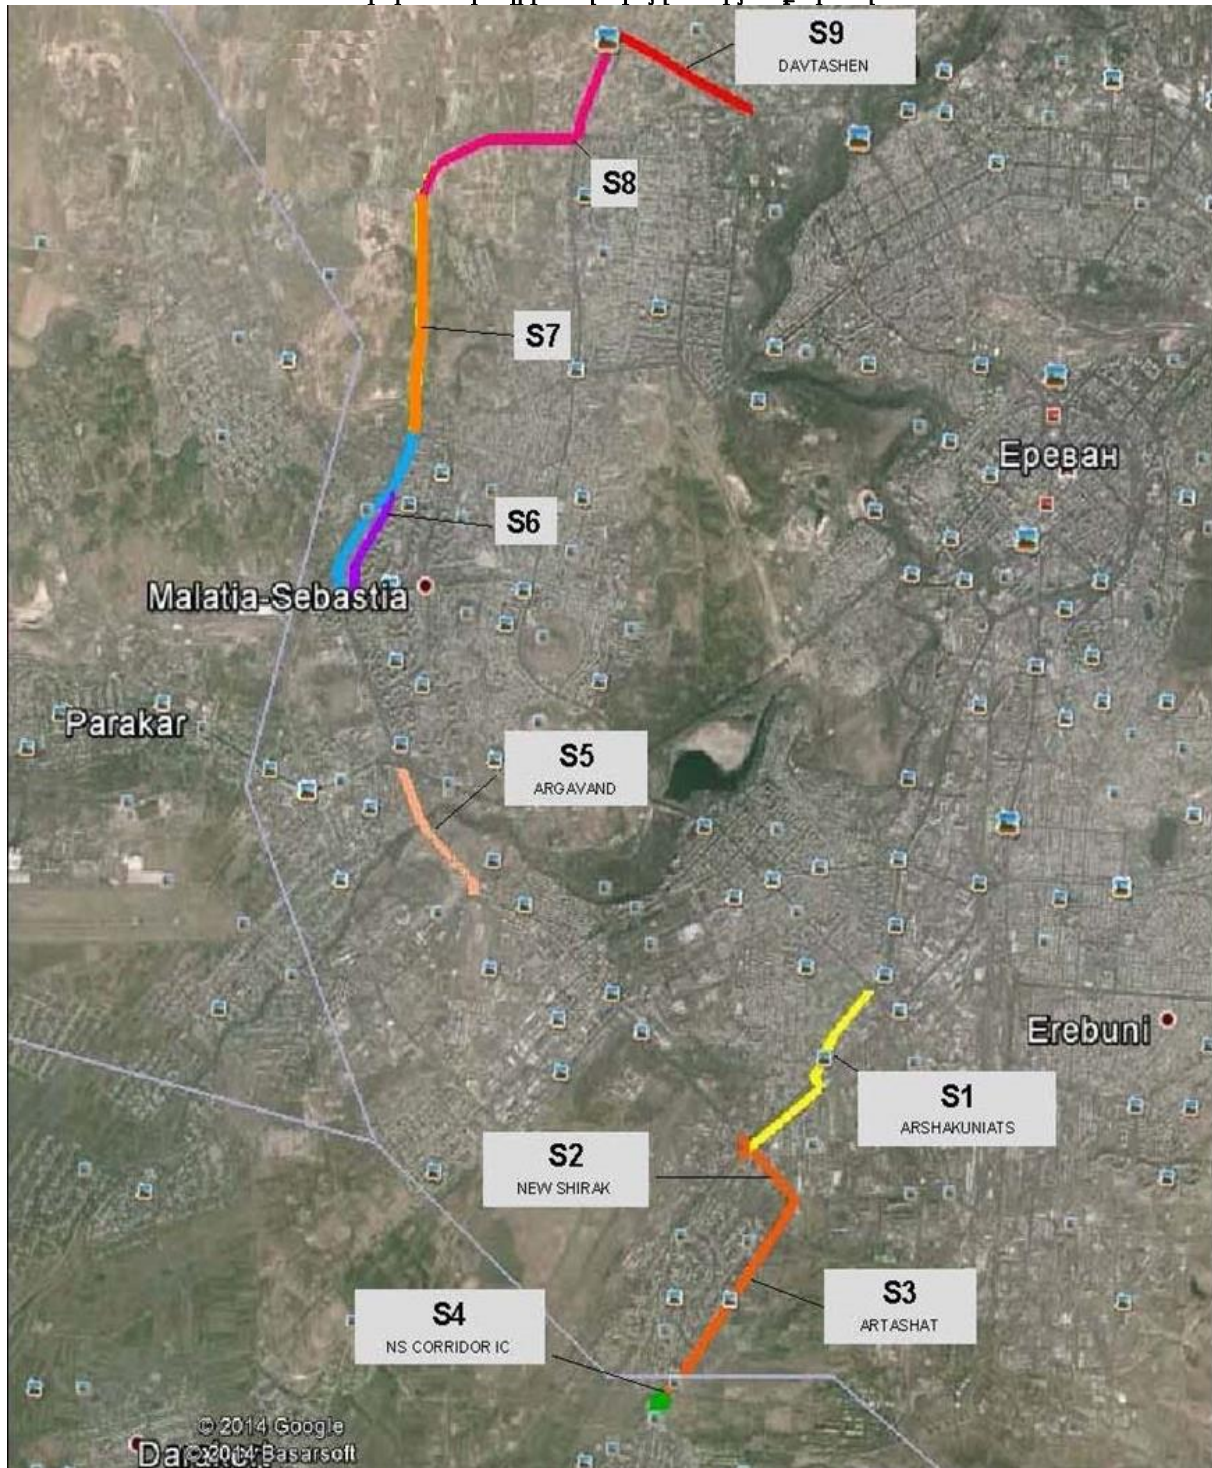 S9
DAVTASHEN
S8
S7
Ереван
S6
Malatia-Sebastia
Parakar
S5
ARGAVAND
Erebuni
S1
ARSHAKUNIATS
S2
NEW SHIRAK
S3
ARTASHAT
S4
NS CORRIDOR IC
© 2014 Google
© 2014 Basarsoft